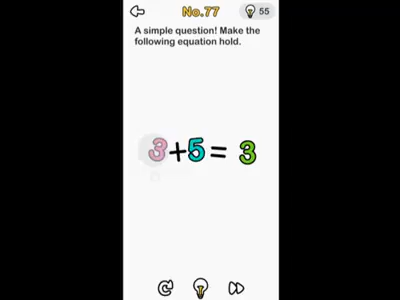 No.77
55
A simple question! Make the
following equation hold.
3+5= 3